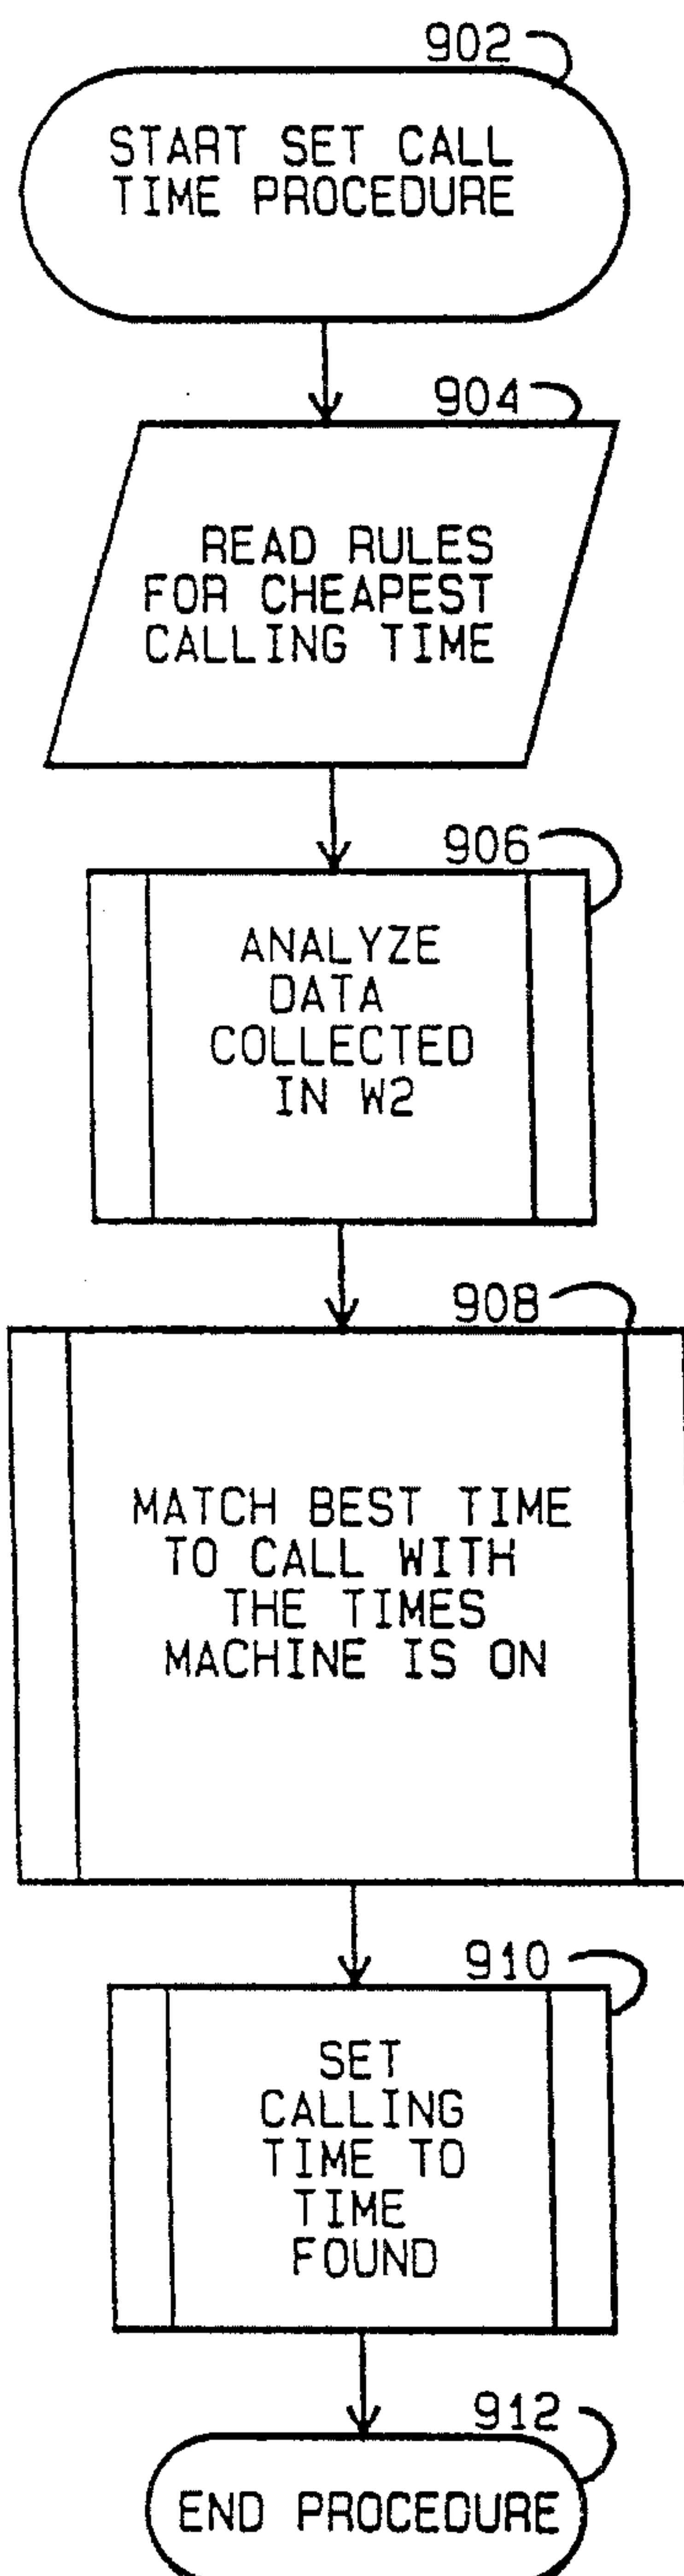 902
START SET CALL
TIME PROCEDURE
904
READ RULES
FOR CHEAPEST
CALLING TIME
906
ANALYZE
DATA
COLLECTED
IN W2
908
MATCH BEST TIME
TO CALL WITH
THE TIMES
MACHINE IS ON
910
SET
CALLING
TIME TO
TIME
FOUND
912
END PROCEDURE